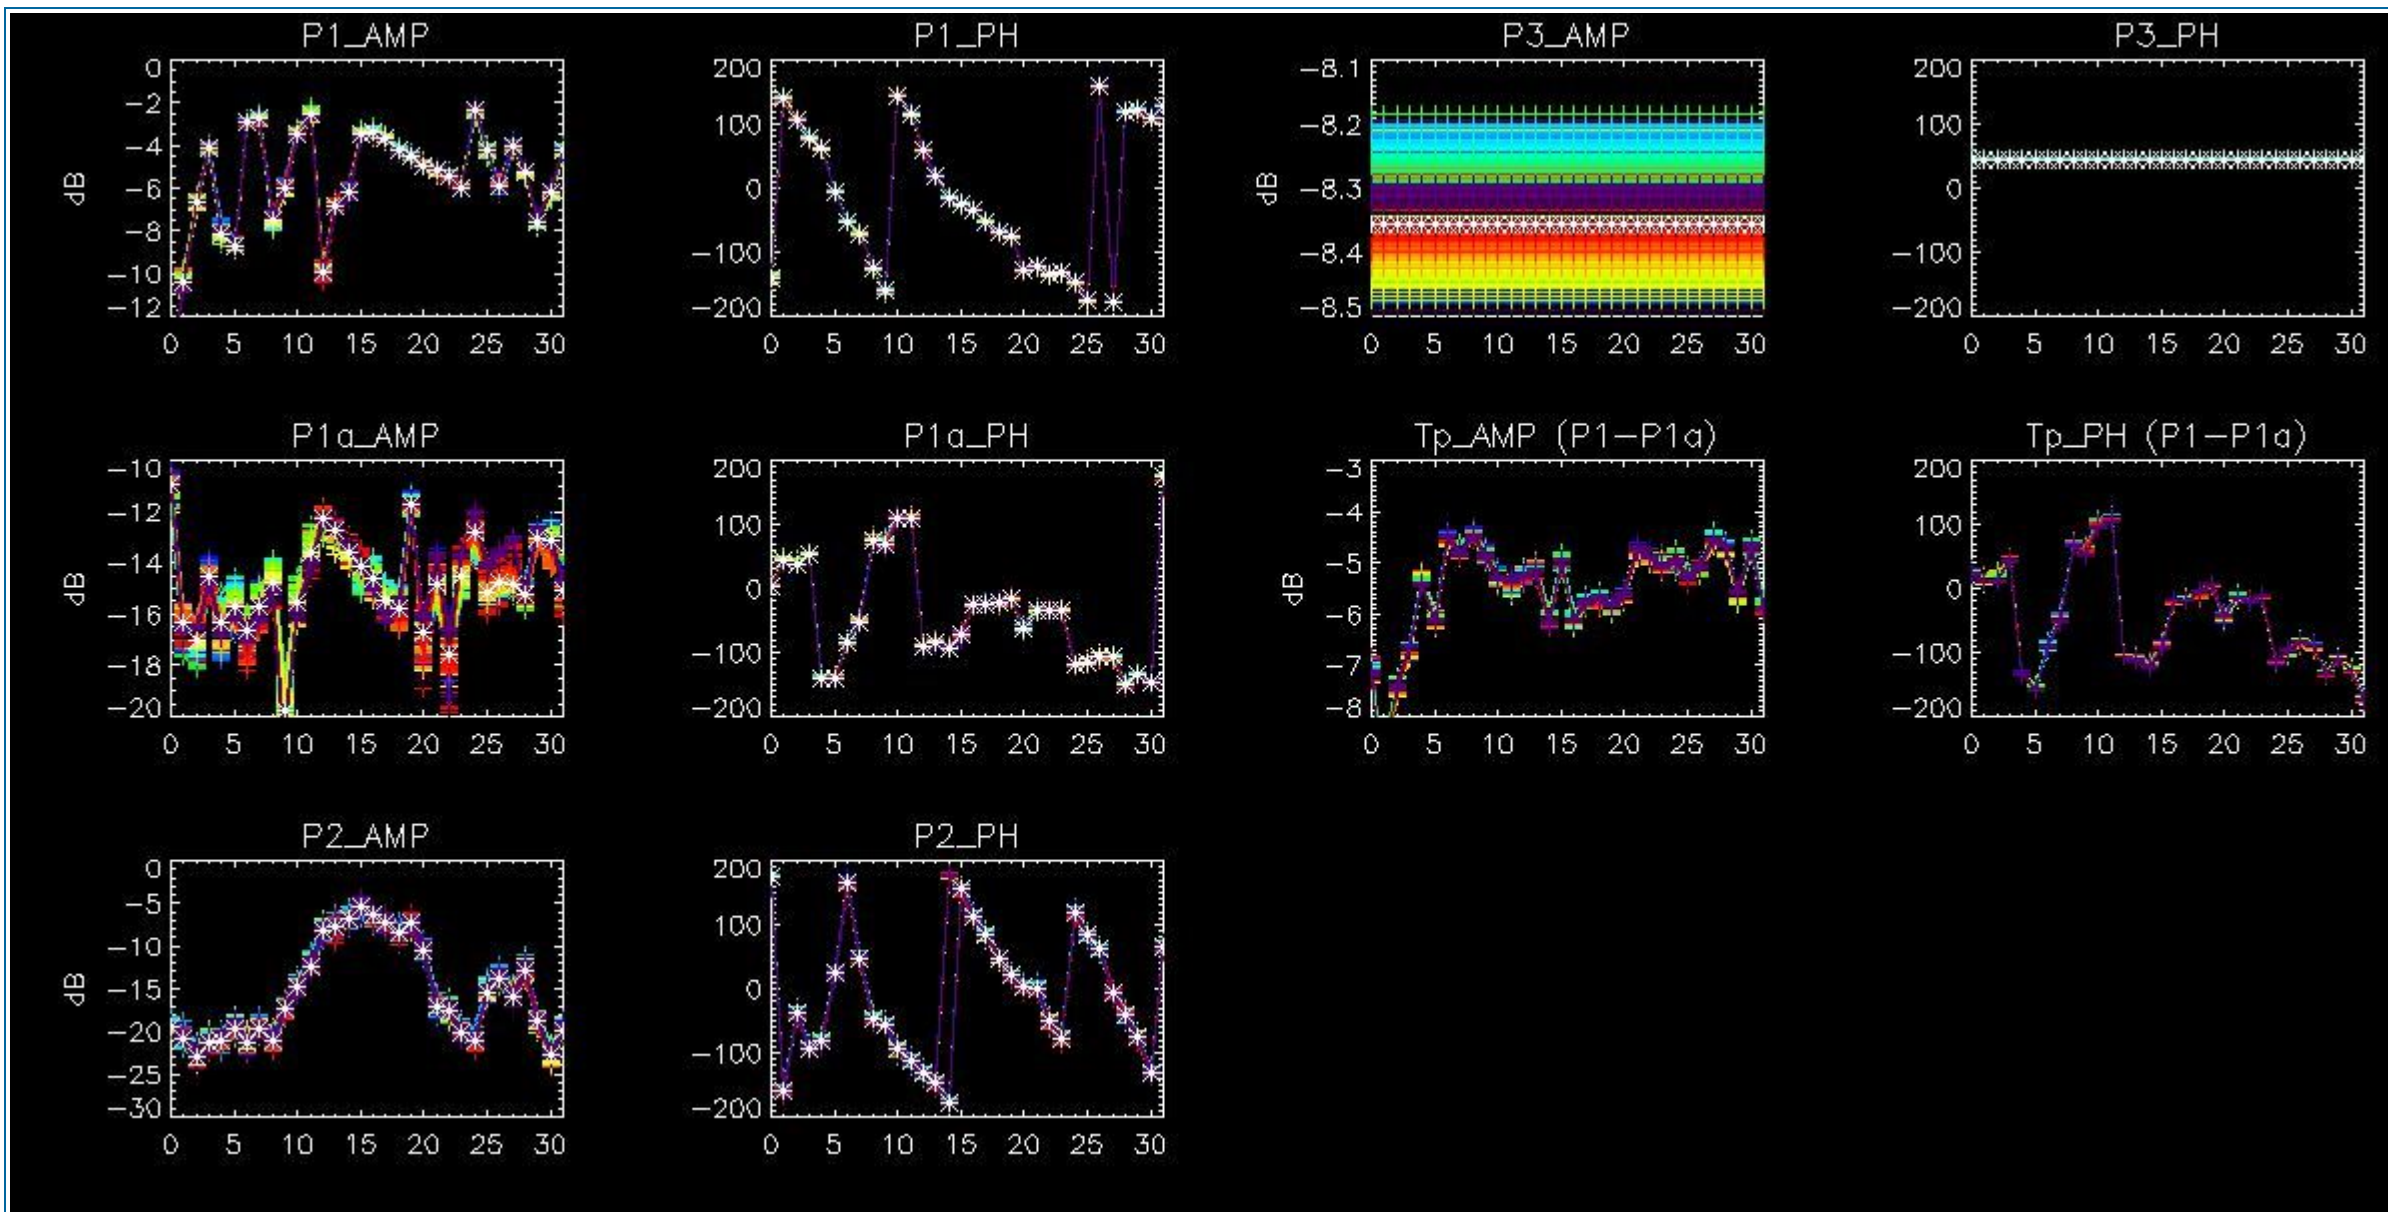 P1_AMP P1_PH P3_AMP P3_PH
0 200 -8.1 200
-2 100 -8.2 100
-4 0 -8.3 0
-6 -100 -8.4 -100
-8 -200 -8.5 -200
-10
-12
dB dB
0 5 10 15 20 25 30 0 5 10 15 20 25 30 0 5 10 15 20 25 30 0 5 10 15 20 25 30
P1a_AMP P1a_PH Tp_AMP (P1-P1a) Tp_PH (P1-P1a)
-10 200 -3 200
-12 100 -4 100
-14 0 -5 0
-16 -100 -6 -100
-18 -200 -7 -200
-20 -8
dB dB
0 5 10 15 20 25 30 0 5 10 15 20 25 30 0 5 10 15 20 25 30 0 5 10 15 20 25 30
P2_AMP P2_PH
0 200
-5 100
-10 0
-15 -100
-20 -200
-25
-30
dB
0 5 10 15 20 25 30 0 5 10 15 20 25 30